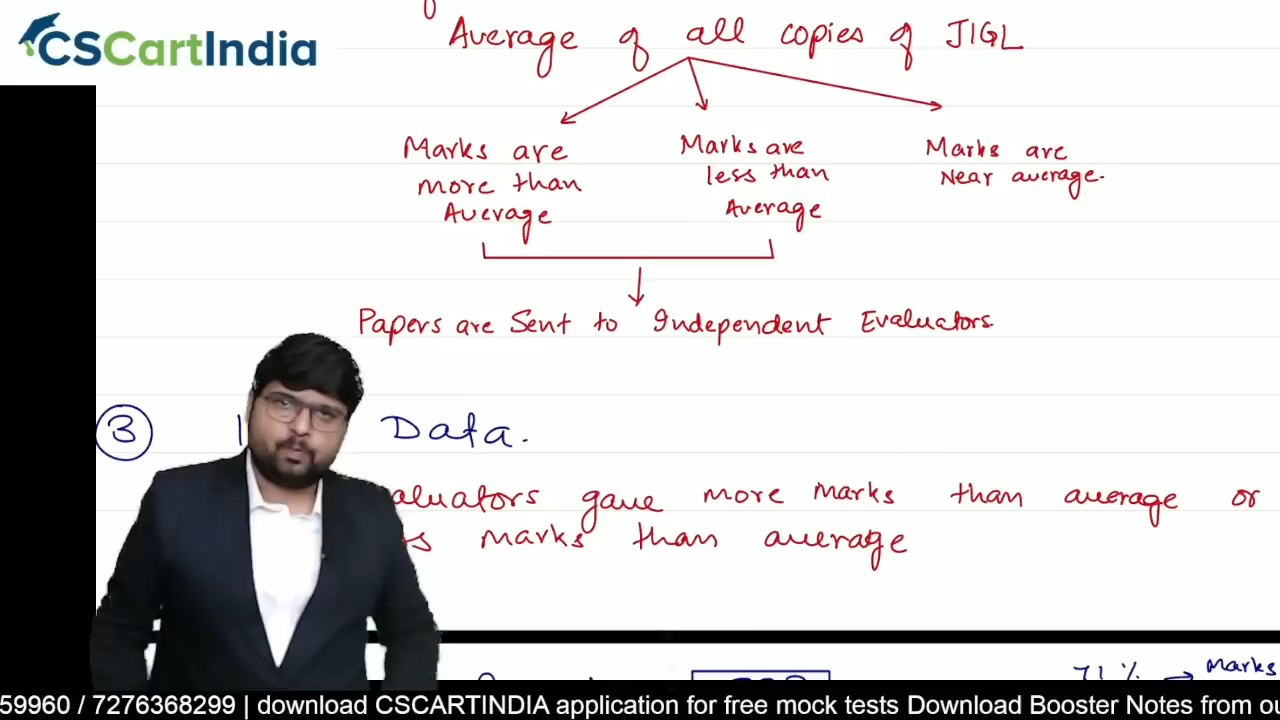 CSCartIndia
Average of all copies of JIGL
Marks are
more than
Average
Marks are
less than
Average
Marks are
Near average.
Papers are Sent to Independent Evaluators
3 Data.
aluators gave more marks than average or
marks than average
71% → Marks
59960 / 7276368299 | download CSCARTINDIA application for free mock tests Download Booster Notes from ou